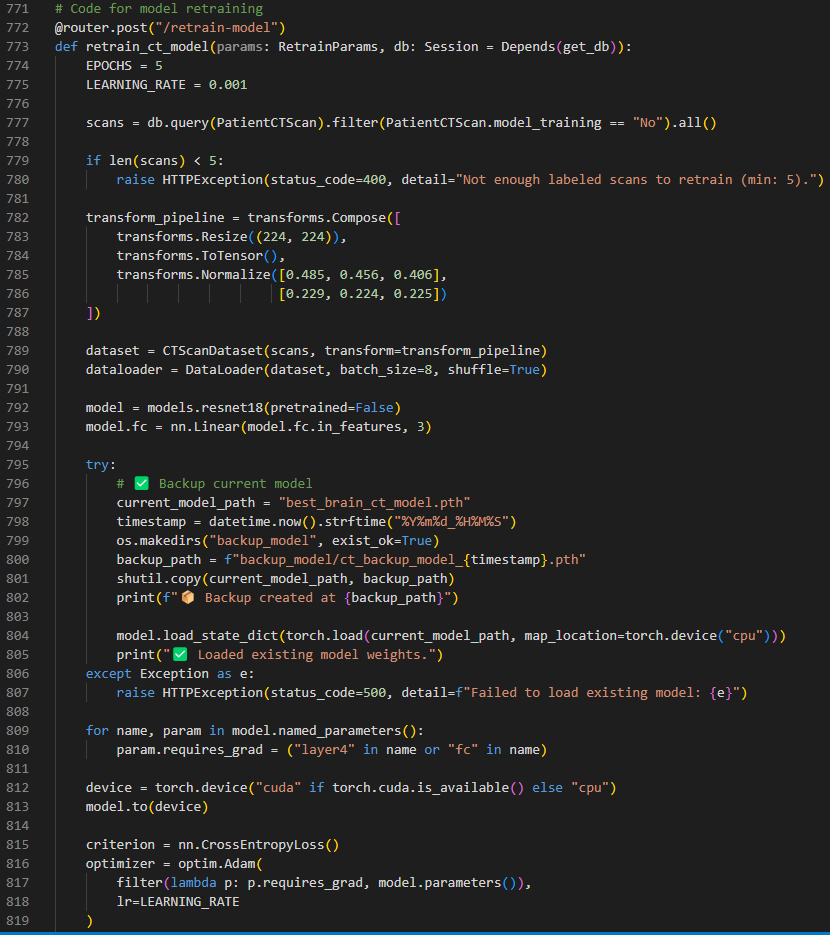 771 # Code for model retraining
772 @router.post("/retrain-model")
773 def retrain_ct_model(params: RetrainParams, db: Session = Depends(get_db)):
774     EPOCHS = 5
775     LEARNING_RATE = 0.001
776
777     scans = db.query(PatientCTScan).filter(PatientCTScan.model_training == "No").all()
778
779     if len(scans) < 5:
780         raise HTTPException(status_code=400, detail="Not enough labeled scans to retrain (min: 5).")
781
782     transform_pipeline = transforms.Compose([
783         transforms.Resize((224, 224)),
784         transforms.ToTensor(),
785         transforms.Normalize([0.485, 0.456, 0.406],
786                              [0.229, 0.224, 0.225])
787     ])
788
789     dataset = CTScanDataset(scans, transform=transform_pipeline)
790     dataloader = DataLoader(dataset, batch_size=8, shuffle=True)
791
792     model = models.resnet18(pretrained=False)
793     model.fc = nn.Linear(model.fc.in_features, 3)
794
795     try:
796         # ✅ Backup current model
797         current_model_path = "best_brain_ct_model.pth"
798         timestamp = datetime.now().strftime("%Y%m%d_%H%M%S")
799         os.makedirs("backup_model", exist_ok=True)
800         backup_path = f"backup_model/ct_backup_model_{timestamp}.pth"
801         shutil.copy(current_model_path, backup_path)
802         print(f"📦 Backup created at {backup_path}")
803
804         model.load_state_dict(torch.load(current_model_path, map_location=torch.device("cpu")))
805         print("✅ Loaded existing model weights.")
806     except Exception as e:
807         raise HTTPException(status_code=500, detail=f"Failed to load existing model: {e}")
808
809     for name, param in model.named_parameters():
810         param.requires_grad = ("layer4" in name or "fc" in name)
811
812     device = torch.device("cuda" if torch.cuda.is_available() else "cpu")
813     model.to(device)
814
815     criterion = nn.CrossEntropyLoss()
816     optimizer = optim.Adam(
817         filter(lambda p: p.requires_grad, model.parameters()),
818         lr=LEARNING_RATE
819     )